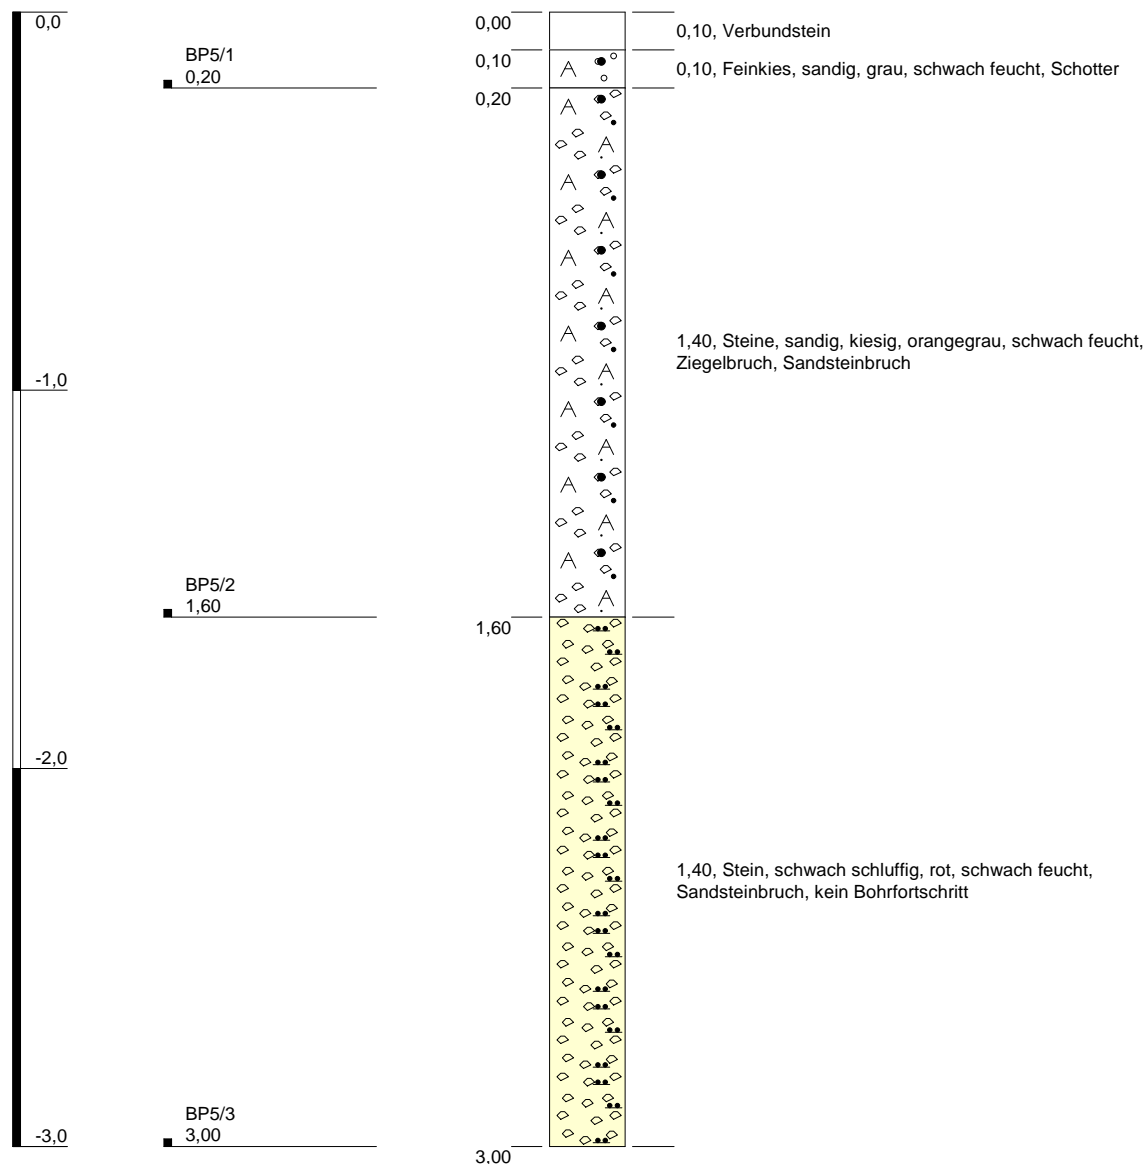 0,0
0,00
0,10, Verbundstein
BP5/1
0,20
0,10
0,10, Feinkies, sandig, grau, schwach feucht, Schotter
0,20
1,40, Steine, sandig, kiesig, orangegrau, schwach feucht,
Ziegelbruch, Sandsteinbruch
-1,0
BP5/2
1,60
1,60
-2,0
1,40, Stein, schwach schluffig, rot, schwach feucht,
Sandsteinbruch, kein Bohrfortschritt
BP5/3
3,00
-3,0
3,00